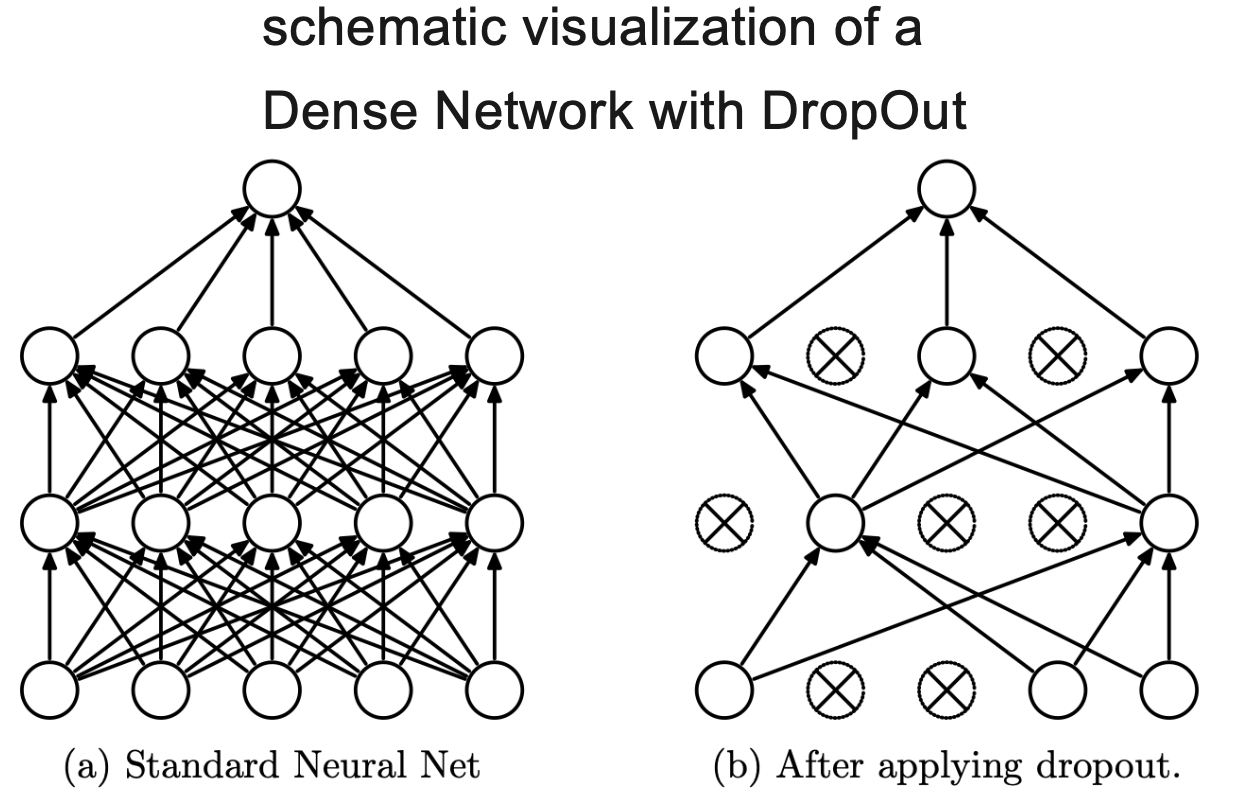 schematic visualization of a
Dense Network with DropOut
(a) Standard Neural Net
(b) After applying dropout.